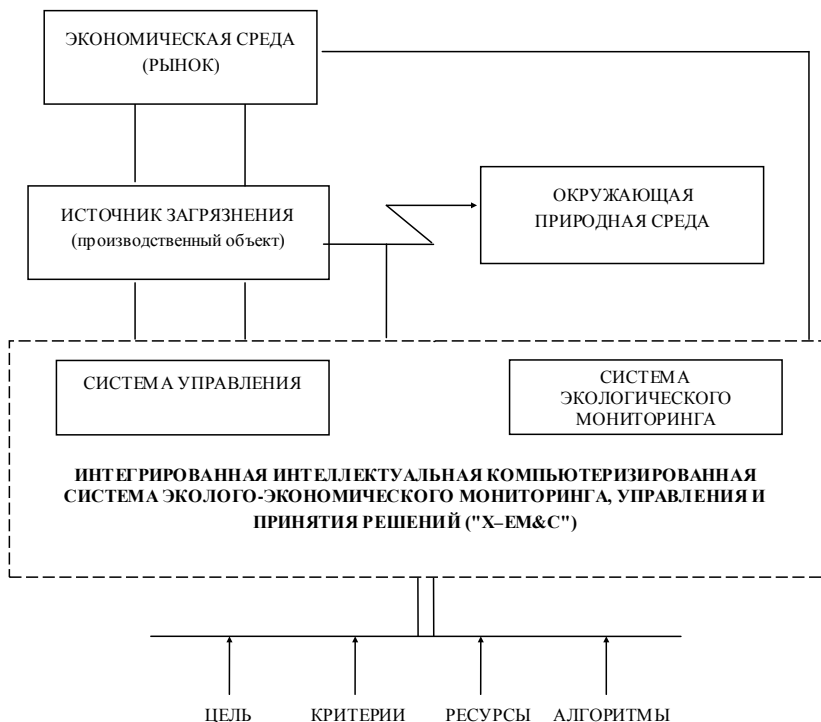 ЭКОНОМИЧЕСКАЯ СРЕДА
(РЫНОК)
ИСТОЧНИК ЗАГРЯЗНЕНИЯ
(производственный объект)
ОКРУЖАЮЩАЯ
ПРИРОДНАЯ СРЕДА
СИСТЕМА УПРАВЛЕНИЯ
СИСТЕМА
ЭКОЛОГИЧЕСКОГО
МОНИТОРИНГА
ИНТЕГРИРОВАННАЯ ИНТЕЛЛЕКТУАЛЬНАЯ КОМПЬЮТЕРИЗИРОВАННАЯ
СИСТЕМА ЭКОЛОГО-ЭКОНОМИЧЕСКОГО МОНИТОРИНГА, УПРАВЛЕНИЯ И
ПРИНЯТИЯ РЕШЕНИЙ ("X–EM&C")
ЦЕЛЬ
КРИТЕРИИ
РЕСУРСЫ
АЛГОРИТМЫ